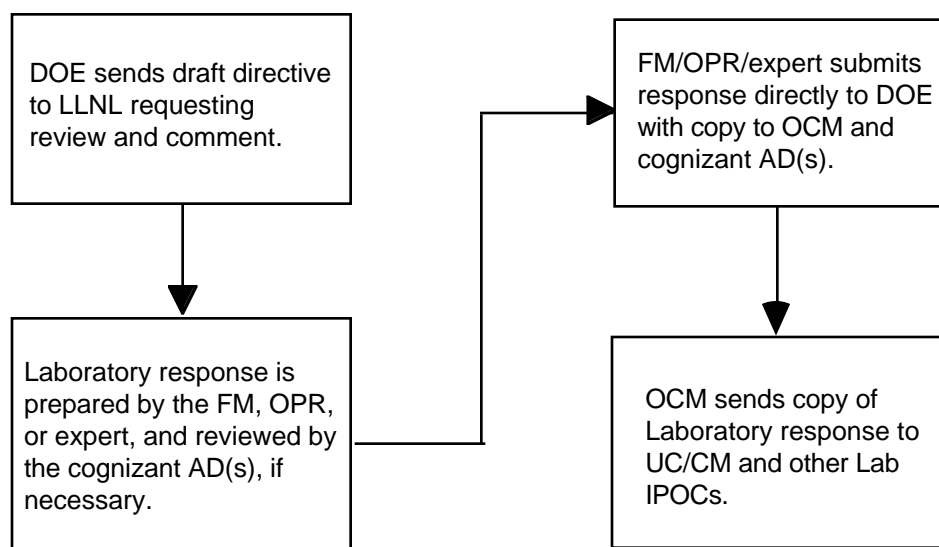 DOE sends draft directive
to LLNL requesting
review and comment.
Laboratory response is
prepared by the FM, OPR,
or expert, and reviewed by
the cognizant AD(s), if
necessary.
FM/OPR/expert submits
response directly to DOE
with copy to OCM and
cognizant AD(s).
OCM sends copy of
Laboratory response to
UC/CM and other Lab
IPOCs.